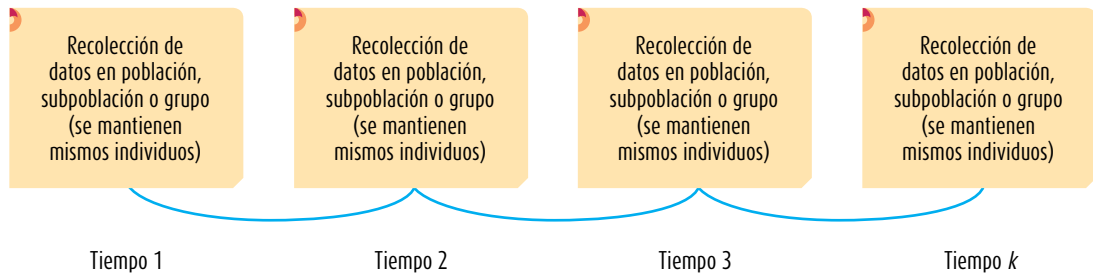 Recolección de
datos en población,
subpoblación o grupo
(se mantienen
mismos individuos)
Recolección de
datos en población,
subpoblación o grupo
(se mantienen
mismos individuos)
Recolección de
datos en población,
subpoblación o grupo
(se mantienen
mismos individuos)
Recolección de
datos en población,
subpoblación o grupo
(se mantienen
mismos individuos)
Tiempo 1
Tiempo 2
Tiempo 3
Tiempo k